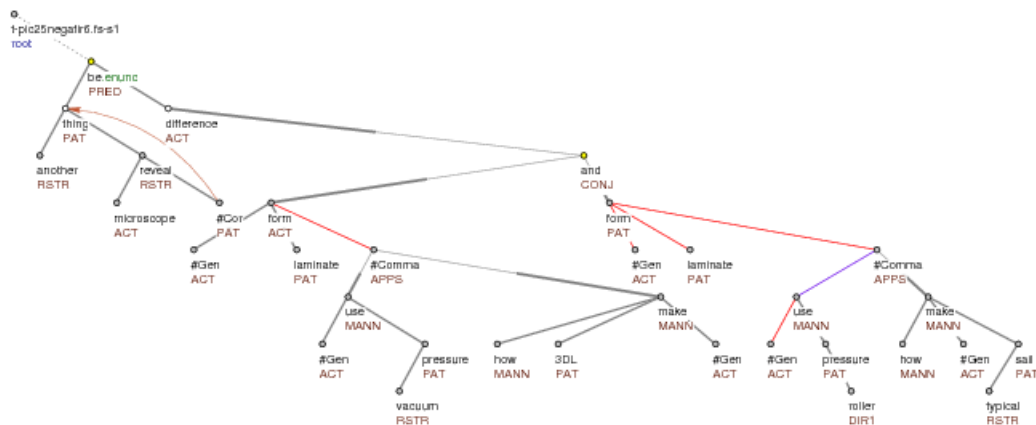 t-pic25negatir6.fs-s1
root
be.enunc
PRED
thing
PAT
difference
ACT
another
RSTR
reveal
RSTR
and
CONJ
microscope
ACT
#Cor
PAT
form
ACT
form
PAT
#Gen
ACT
laminate
PAT
#Comma
APPS
#Gen
ACT
laminate
PAT
#Comma
APPS
use
MANN
make
MANN
use
MANN
make
MANN
#Gen
ACT
pressure
PAT
how
MANN
3DL
PAT
#Gen
ACT
#Gen
ACT
pressure
PAT
how
MANN
#Gen
ACT
sail
PAT
vacuum
RSTR
roller
DIR1
typical
RSTR